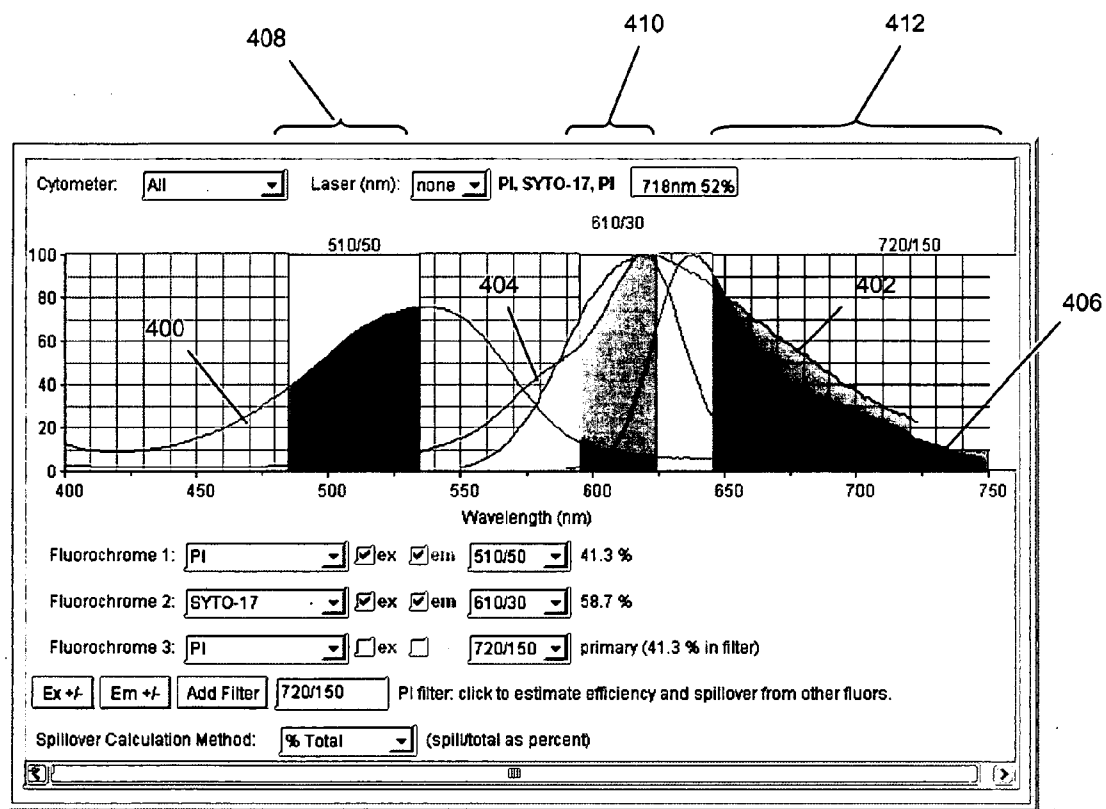 408
410
412
Cytometer: All Laser (nm): none PI, SYTO-17, PI 718nm 52%
610/30
510/50 720/150
100
80
60
40
20
0
400
404
402
406
400 450 500 550 600 650 700 750
Wavelength (nm)
Fluorochrome 1: PI ex em 510/50 41.3 %
Fluorochrome 2: SYTO-17 ex em 610/30 58.7 %
Fluorochrome 3: PI ex 720/150 primary (41.3 % in filter)
Ex +/- Em +/- Add Filter 720/150 PI filter: click to estimate efficiency and spillover from other fluors.
Spillover Calculation Method: % Total (spill/total as percent)